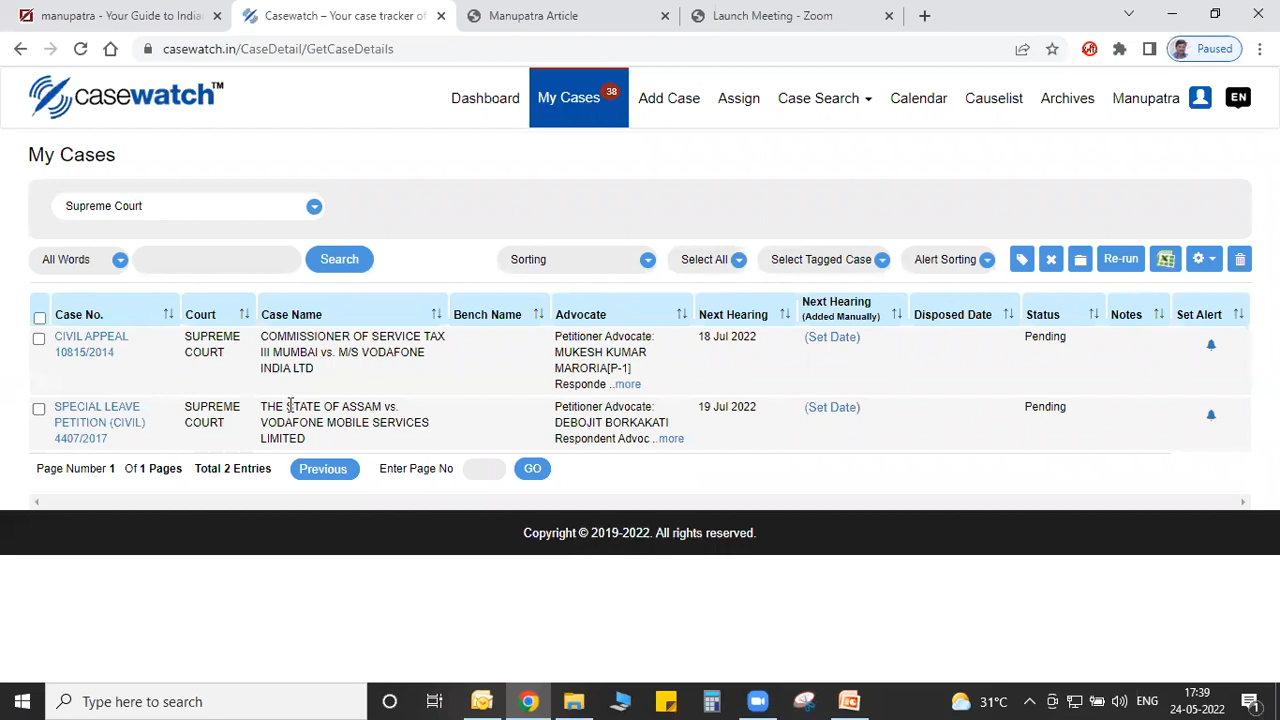 manupatra - Your Guide to Indian
Casewatch – Your case tracker of
Manupatra Article
Launch Meeting - Zoom
casewatch.in/CaseDetail/GetCaseDetails
Paused
casewatch™
Dashboard
My Cases 38
Add Case
Assign
Case Search
Calendar
Causelist
Archives
Manupatra
EN
My Cases
Supreme Court
All Words
Search
Sorting
Select All
Select Tagged Case
Alert Sorting
Re-run
Case No.
Court
Case Name
Bench Name
Advocate
Next Hearing
Next Hearing
(Added Manually)
Disposed Date
Status
Notes
Set Alert
CIVIL APPEAL
10815/2014
SUPREME
COURT
COMMISSIONER OF SERVICE TAX
III MUMBAI vs. M/S VODAFONE
INDIA LTD
Petitioner Advocate:
MUKESH KUMAR
MARORIA[P-1]
Responde ..more
18 Jul 2022
(Set Date)
Pending
SPECIAL LEAVE
PETITION (CIVIL)
4407/2017
SUPREME
COURT
THE STATE OF ASSAM vs.
VODAFONE MOBILE SERVICES
LIMITED
Petitioner Advocate:
DEBOJIT BORKAKATI
Respondent Advoc ..more
19 Jul 2022
(Set Date)
Pending
Page Number 1 Of 1 Pages Total 2 Entries
Previous
Enter Page No
GO
Copyright © 2019-2022. All rights reserved.
Type here to search
31°C
ENG
17:39
24-05-2022
1